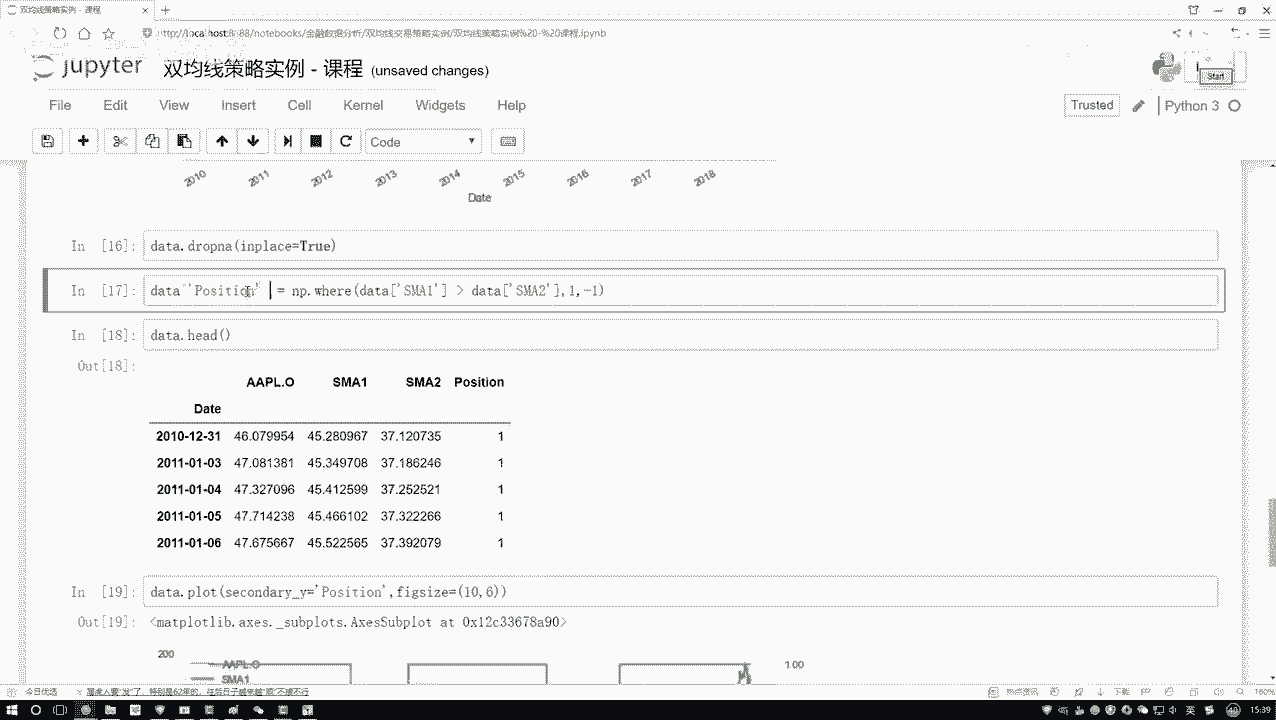 双均线策略实例 - 课程
http://localhost:8888/notebooks/金融数据分析/双均线交易策略实例/双均线策略实例%20-%20课程.ipynb
jupyter 双均线策略实例 - 课程 (unsaved changes)
Start
File Edit View Insert Cell Kernel Widgets Help
Trusted Python 3
Code
2010 2011 2012 2013 2014 2015 2016 2017 2018
Date
In [16]: data.dropna(inplace=True)
In [17]: data 'Position' = np.where(data['SMA1'] > data['SMA2'],1,-1)
In [18]: data.head()
Out[18]:
AAPL.O SMA1 SMA2 Position
Date
2010-12-31 46.079954 45.280967 37.120735 1
2011-01-03 47.081381 45.349708 37.186246 1
2011-01-04 47.327096 45.412599 37.252521 1
2011-01-05 47.714238 45.466102 37.322266 1
2011-01-06 47.675667 45.522565 37.392079 1
In [19]: data.plot(secondary_y='Position',figsize=(10,6))
Out[19]: <matplotlib.axes._subplots.AxesSubplot at 0x12c33678a90>
200 AAPL.O 1.00
SMA1
今日优选
热点资讯 下载 160%
英 15:39